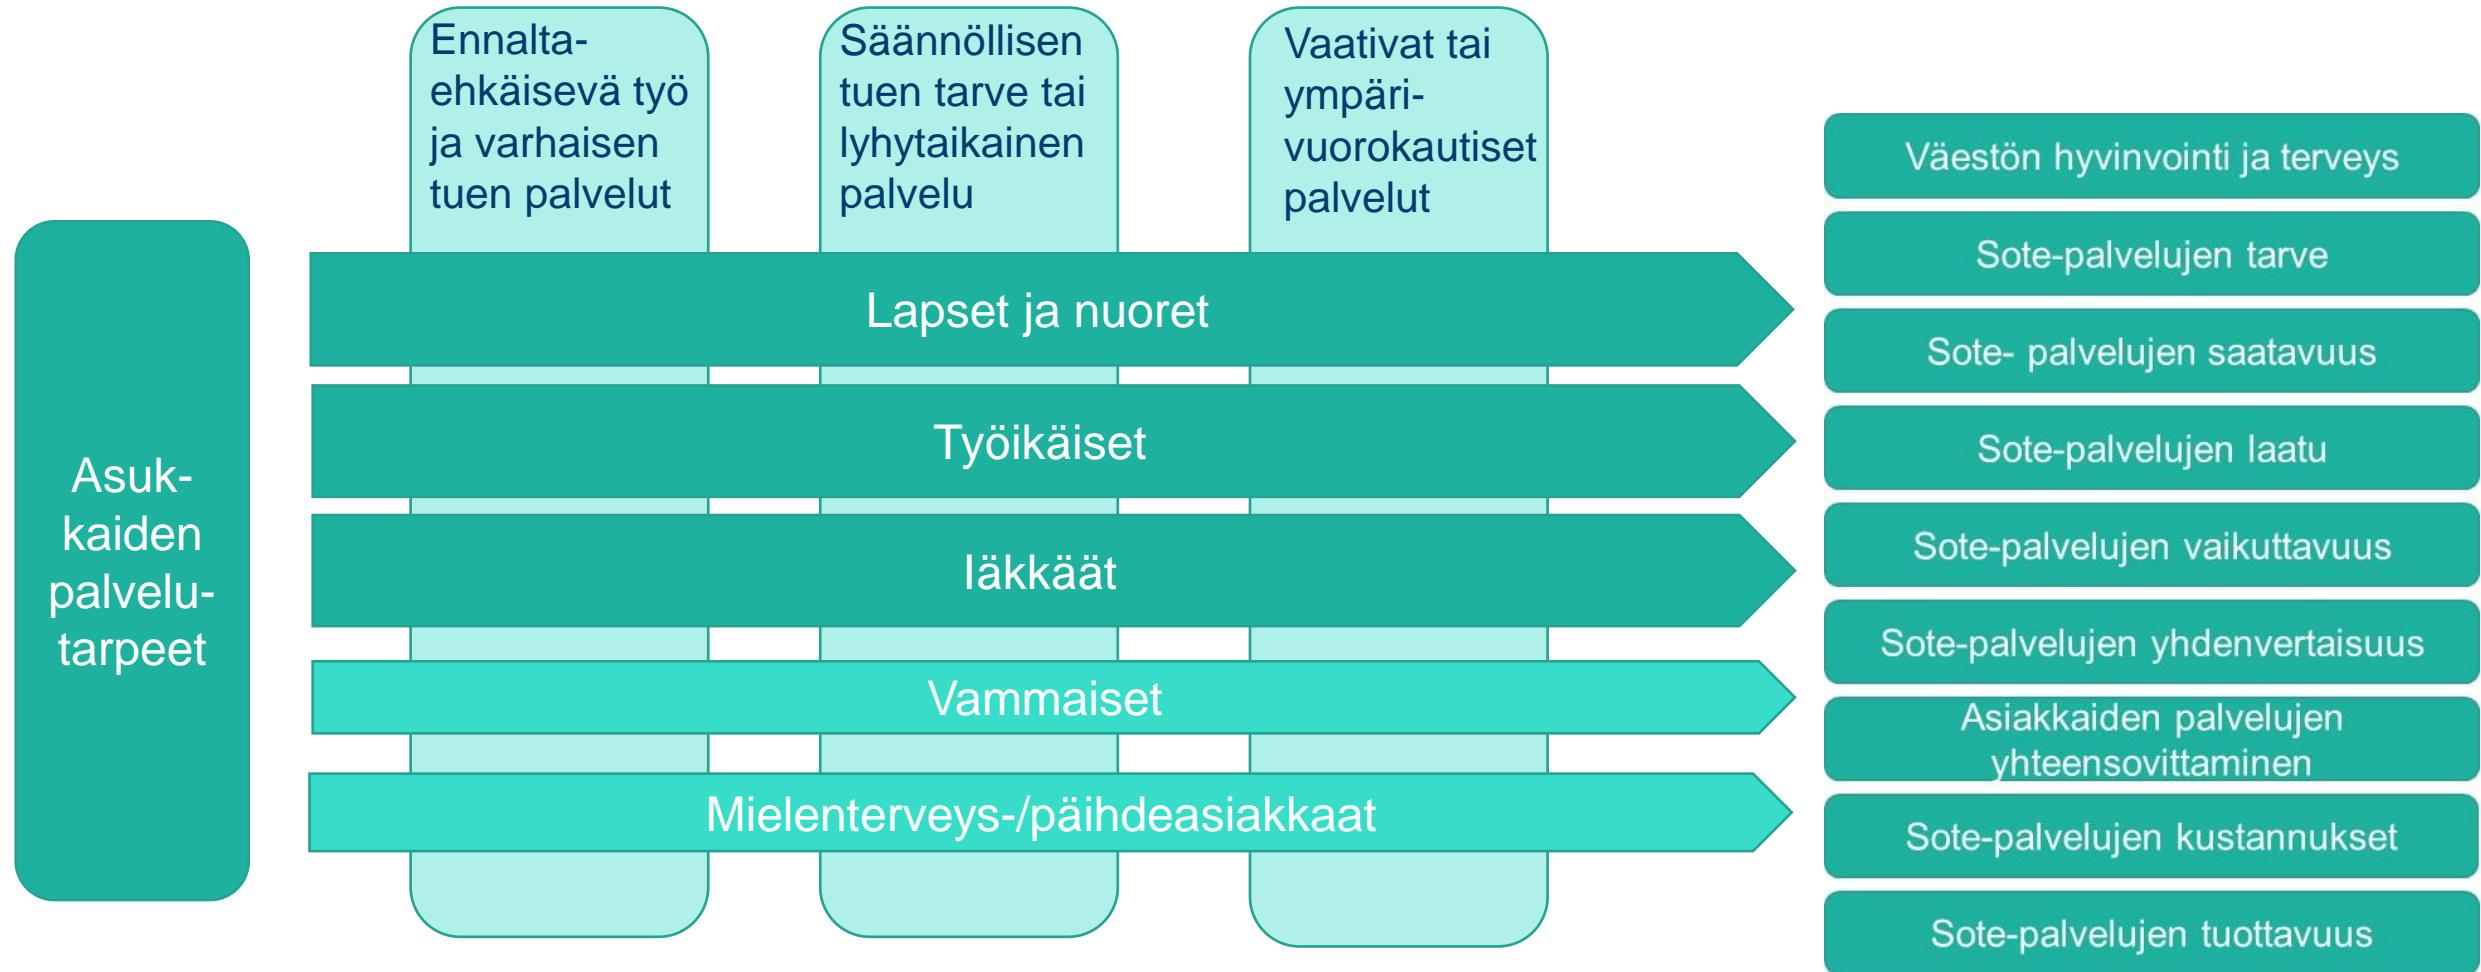 Ennalta-
ehkäisevä työ
ja varhaisen
tuen palvelut
Säännöllisen
tuen tarve tai
lyhytaikainen
palvelu
Vaativat tai
ympäri-
vuorokautiset
palvelut
Asuk-
kaiden
palvelu-
tarpeet
Lapset ja nuoret
Työikäiset
Iäkkäät
Vammaiset
Mielenterveys-/päihdeasiakkaat
Väestön hyvinvointi ja terveys
Sote-palvelujen tarve
Sote- palvelujen saatavuus
Sote-palvelujen laatu
Sote-palvelujen vaikuttavuus
Sote-palvelujen yhdenvertaisuus
Asiakkaiden palvelujen
yhteensovittaminen
Sote-palvelujen kustannukset
Sote-palvelujen tuottavuus